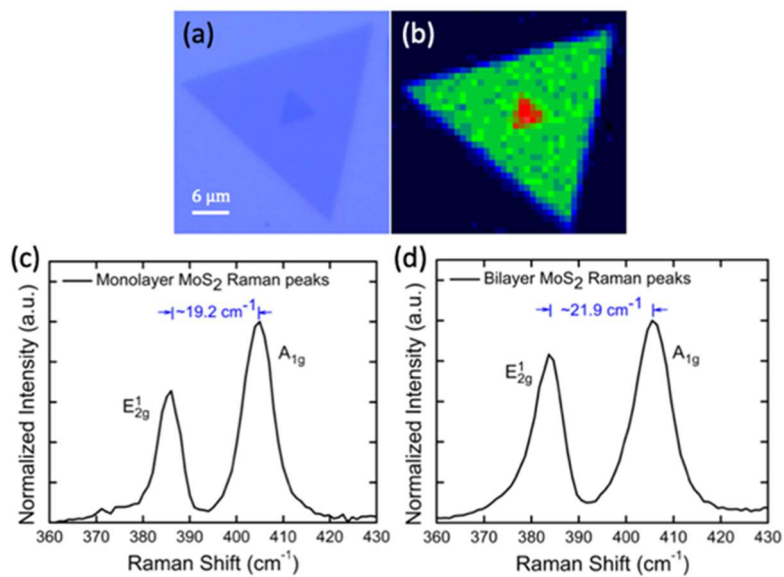 (a)
(b)
6 μm
(c)
Monolayer MoS₂ Raman peaks
~19.2 cm⁻¹
A₁g
E¹₂g
Normalized Intensity (a.u.)
360 370 380 390 400 410 420 430
Raman Shift (cm⁻¹)
(d)
Bilayer MoS₂ Raman peaks
~21.9 cm⁻¹
A₁g
E¹₂g
Normalized Intensity (a.u.)
360 370 380 390 400 410 420 430
Raman Shift (cm⁻¹)